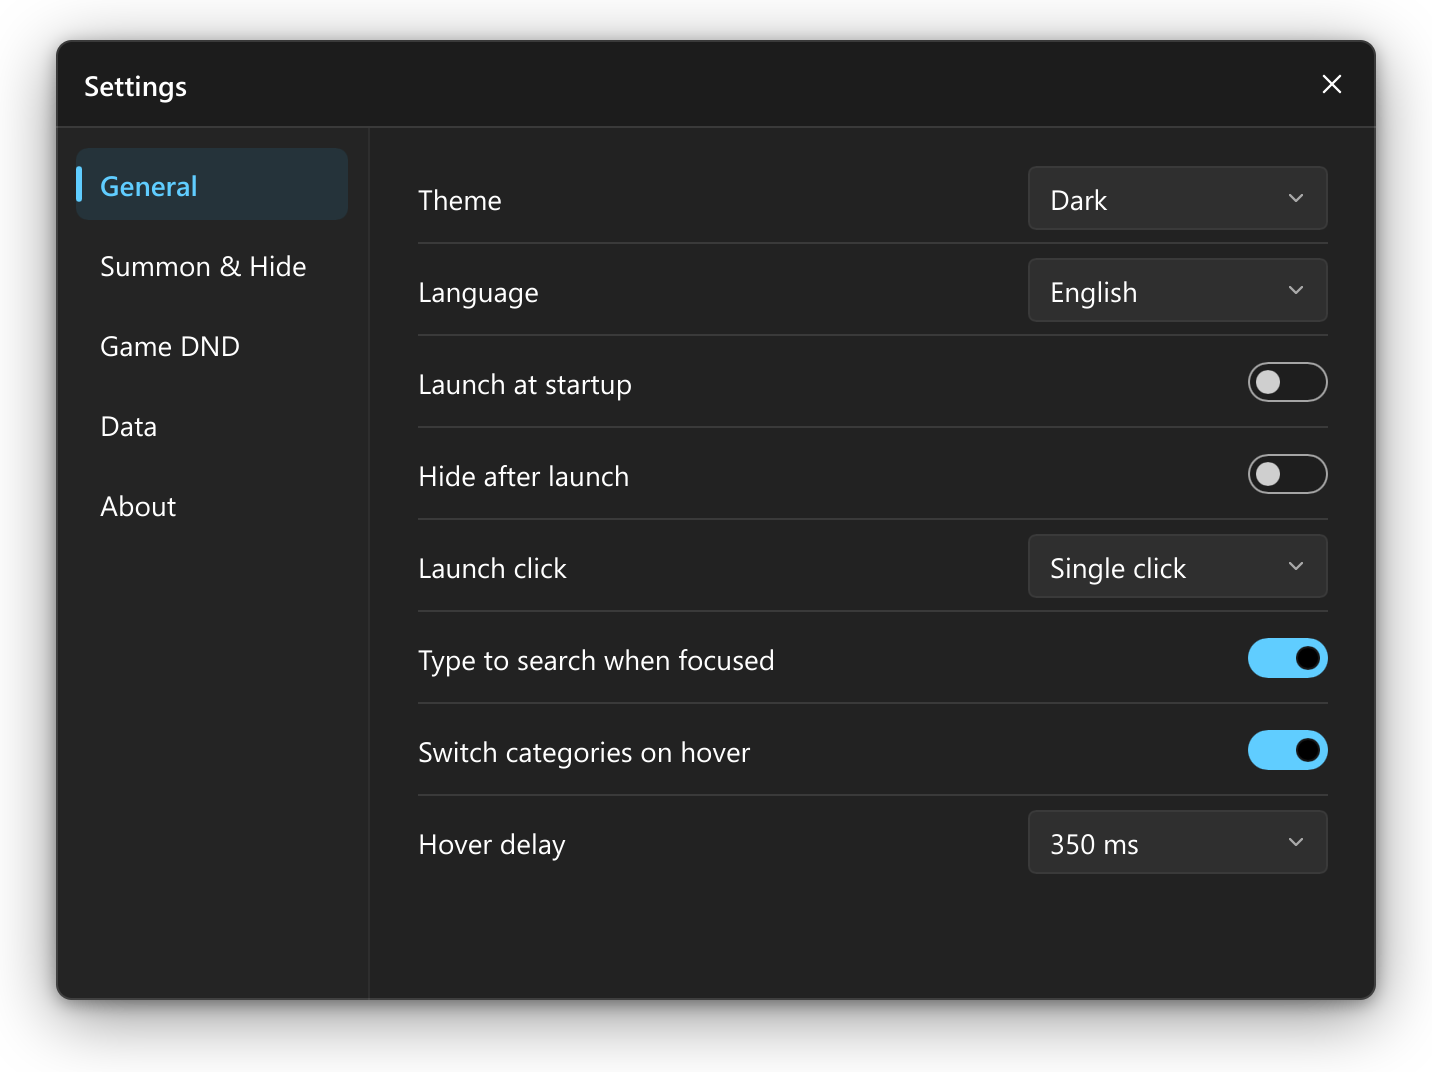 Settings
General
Summon & Hide
Game DND
Data
About
Theme
Dark
Language
English
Launch at startup
Hide after launch
Launch click
Single click
Type to search when focused
Switch categories on hover
Hover delay
350 ms